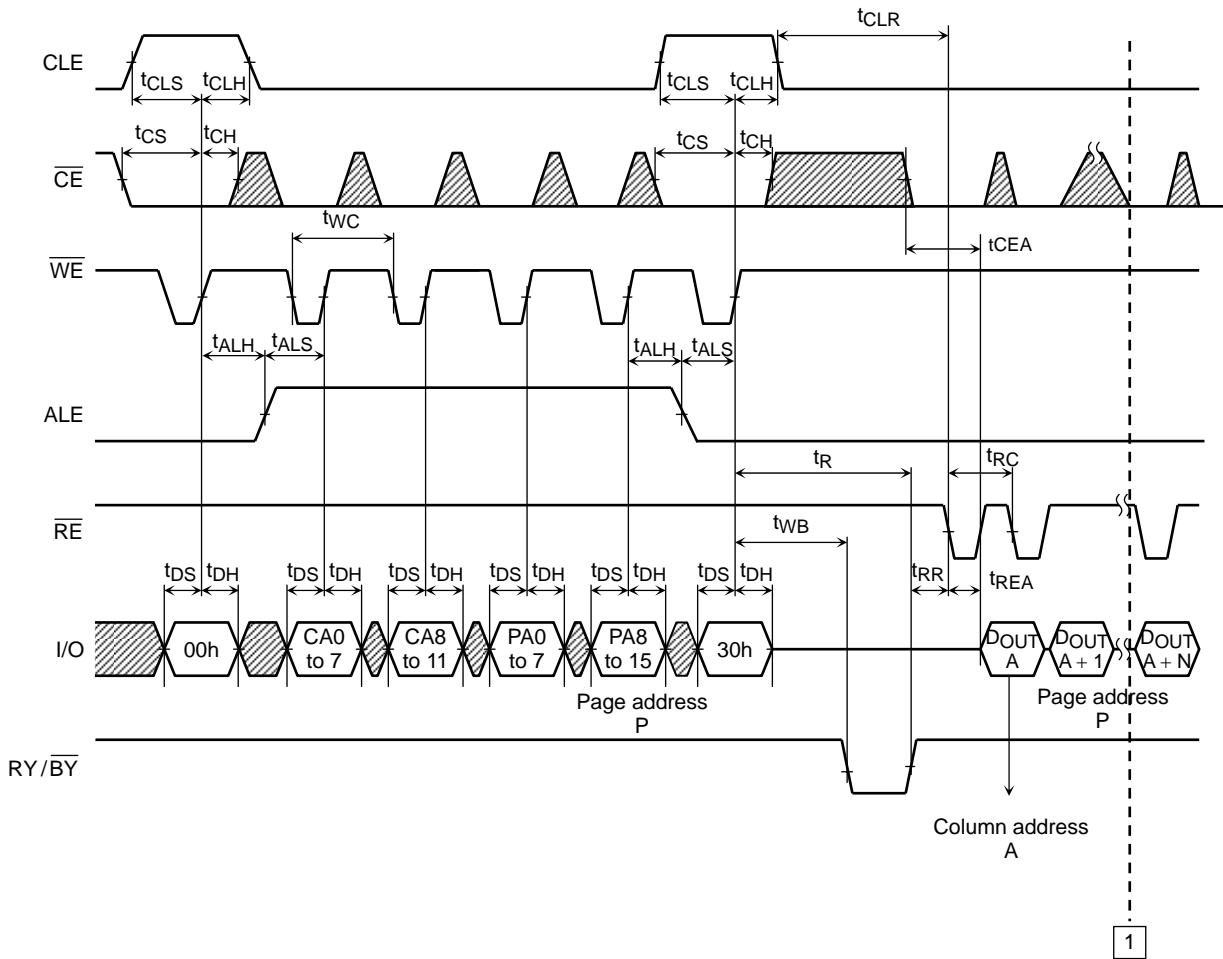 tCLR
CLE
tCLS tCLH tCLS tCLH
tCS tCH tCS tCH
CE
tWC
tCEA
WE
tALH tALS tALH tALS
ALE
tR tRC
RE
tWB
tDS tDH tDS tDH tDS tDH tDS tDH tDS tDH tDS tDH tRR tREA
I/O
00h
CA0
to 7
CA8
to 11
PA0
to 7
PA8
to 15
30h
DOUT
A
DOUT
A + 1
DOUT
A + N
Page address
P
Page address
P
RY/BY
Column address
A
1